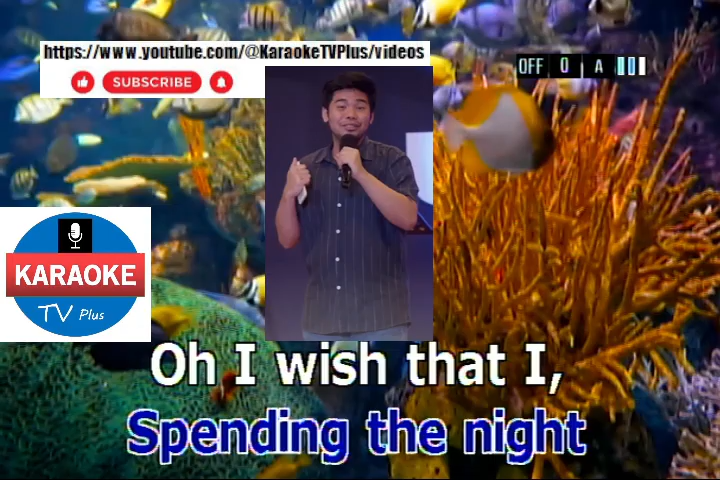 https://www.youtube.com/@KaraokeTVPlus/videos
SUBSCRIBE
OFF 0 A
KARAOKE
TV Plus
Oh I wish that I,
Spending the night